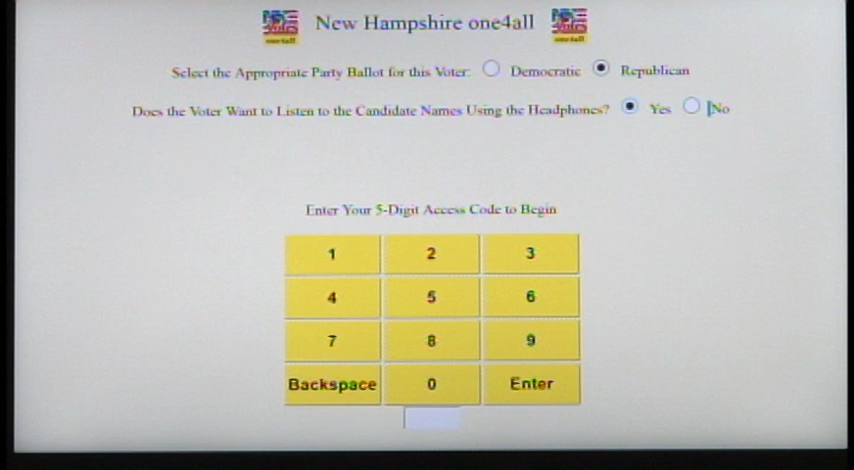 New Hampshire one4all
Select the Appropriate Party Ballot for this Voter: Democratic Republican
Does the Voter Want to Listen to the Candidate Names Using the Headphones? Yes No
Enter Your 5-Digit Access Code to Begin
1 2 3
4 5 6
7 8 9
Backspace 0 Enter